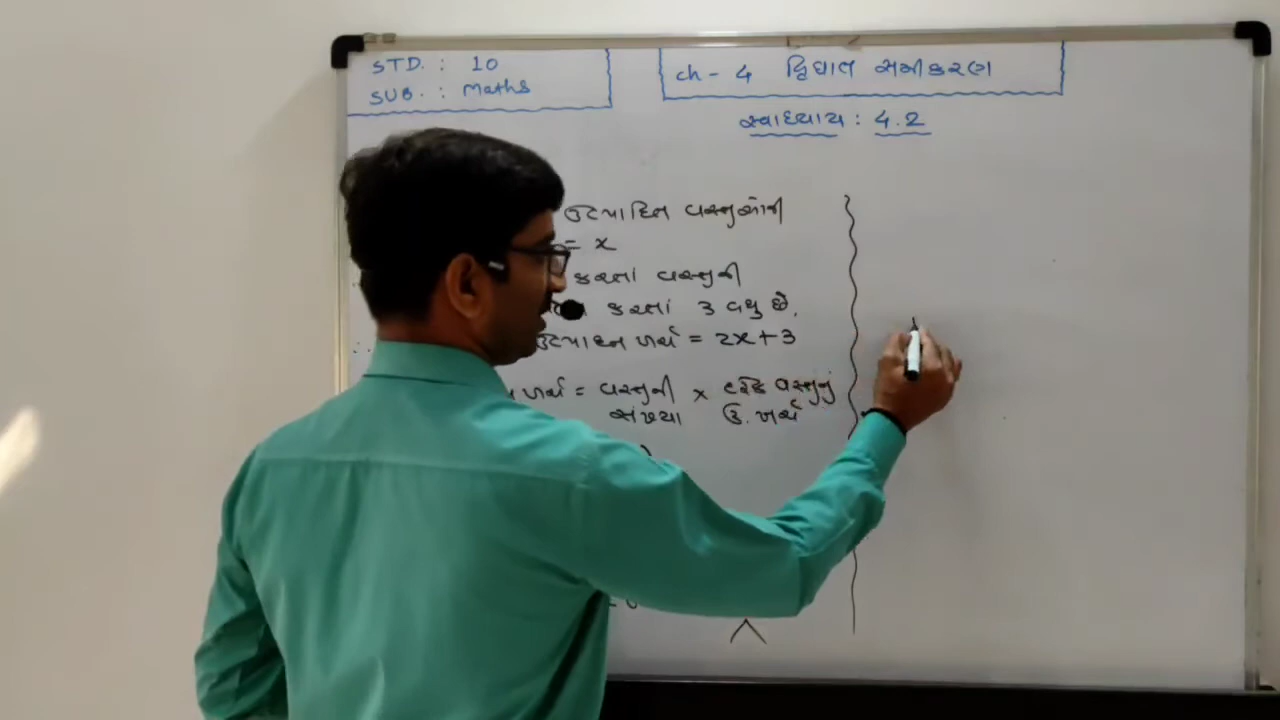 STD. : 10
SUB. : Maths
ch - 4 દ્વિઘાત સમીકરણ
સ્વાધ્યાય : 4.2
ઉત્પાદિત વસ્તુઓની
= x
કરતાં વસ્તુની
કરતાં 3 વધુ છે.
ઉત્પાદન ખર્ચ = 2x+3
ખર્ચ = વસ્તુની × દરેક વસ્તુનું
સંખ્યા ઉ. ખર્ચ